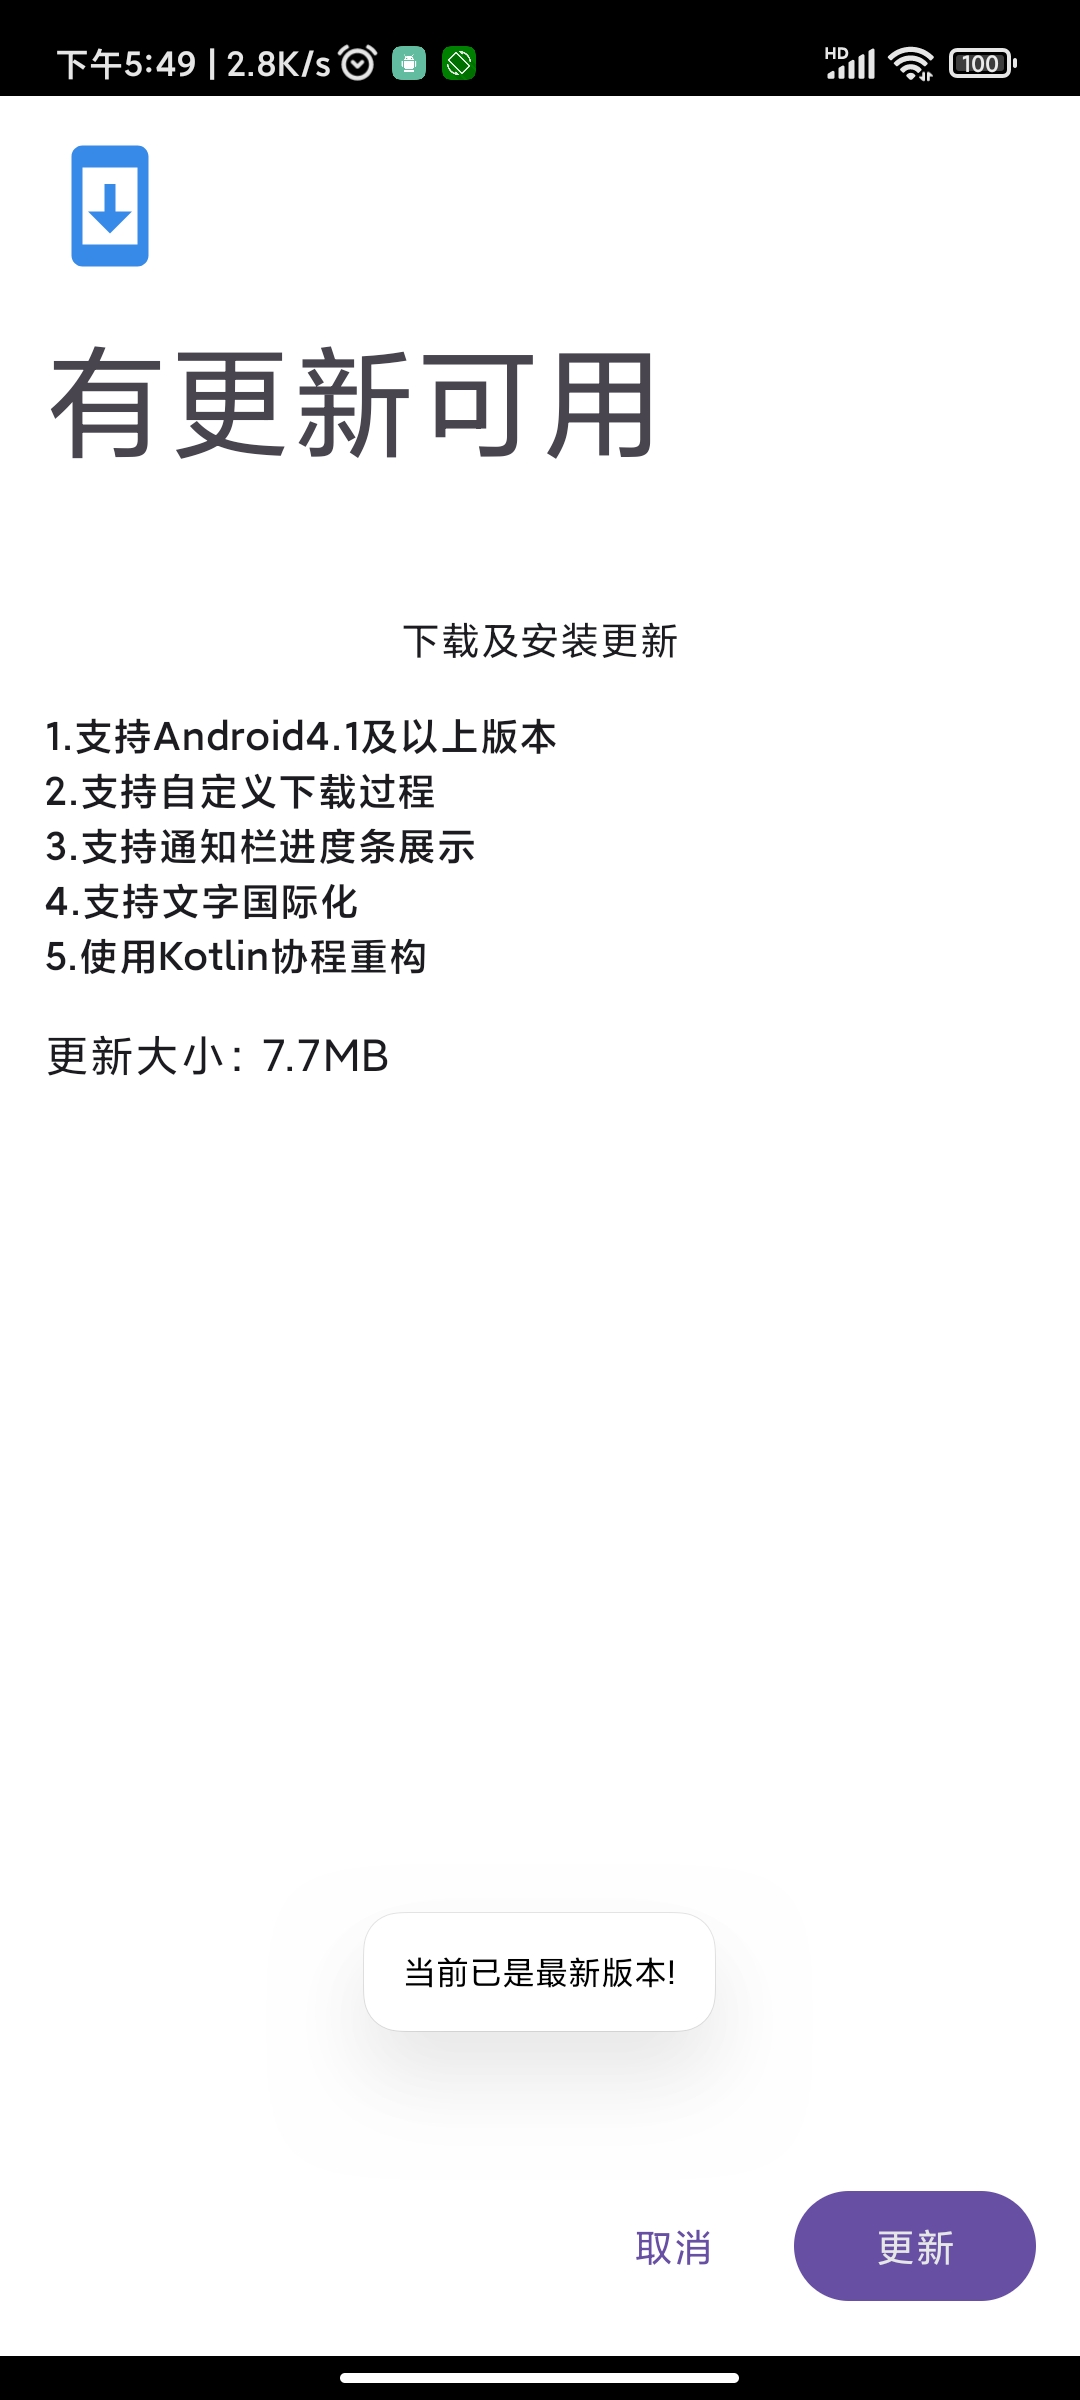 下午5:49 | 2.8K/s
HD
100
有更新可用
下载及安装更新
1.支持Android4.1及以上版本
2.支持自定义下载过程
3.支持通知栏进度条展示
4.支持文字国际化
5.使用Kotlin协程重构
更新大小: 7.7MB
当前已是最新版本!
取消
更新